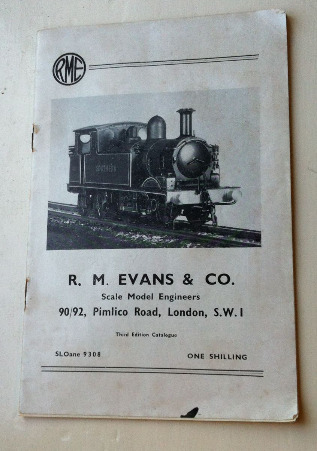 RME
R. M. EVANS & CO.
Scale Model Engineers
90/92, Pimlico Road, London, S.W.1
Third Edition Catalogue
SLOane 9308
ONE SHILLING